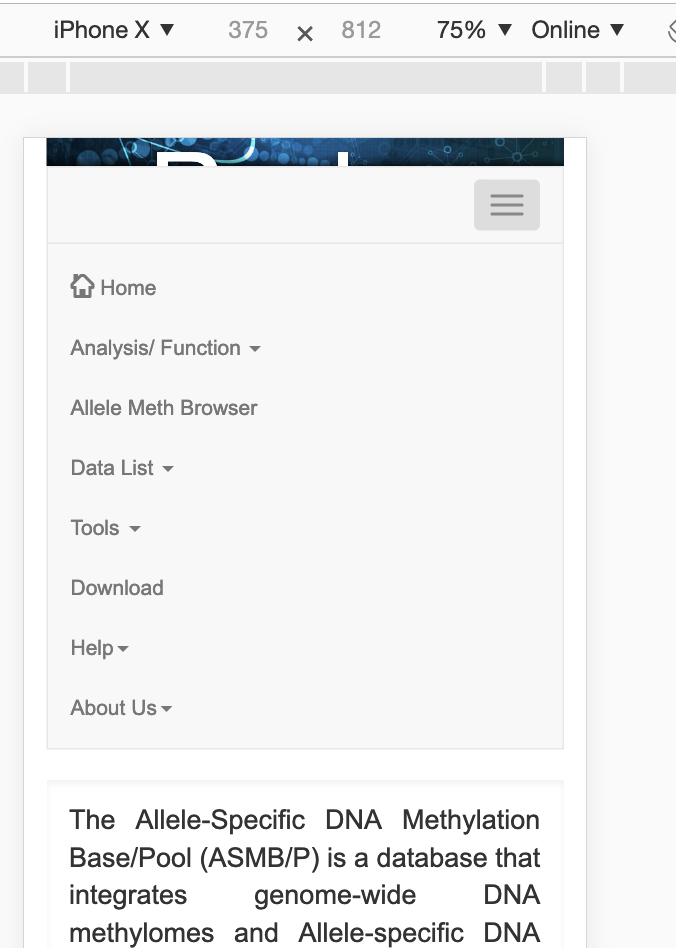 iPhone X ▼ 375 × 812 75% ▼ Online ▼
Home
Analysis/ Function
Allele Meth Browser
Data List
Tools
Download
Help
About Us
The Allele-Specific DNA Methylation
Base/Pool (ASMB/P) is a database that
integrates genome-wide DNA
methylomes and Allele-specific DNA